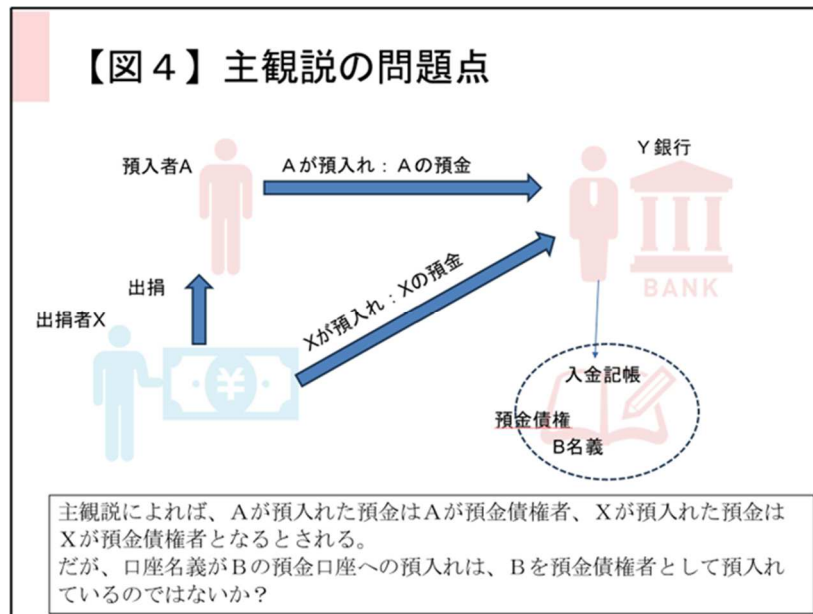 【図４】主観説の問題点
Ｙ銀行
預入者A
Ａが預入れ：Ａの預金
出捐
Xが預入れ：Xの預金
BANK
出捐者X
¥
入金記帳
預金債権
B名義
主観説によれば、Ａが預入れた預金はＡが預金債権者、Ｘが預入れた預金は
Ｘが預金債権者となるとされる。
だが、口座名義がＢの預金口座への預入れは、Ｂを預金債権者として預入れ
ているのではないか？